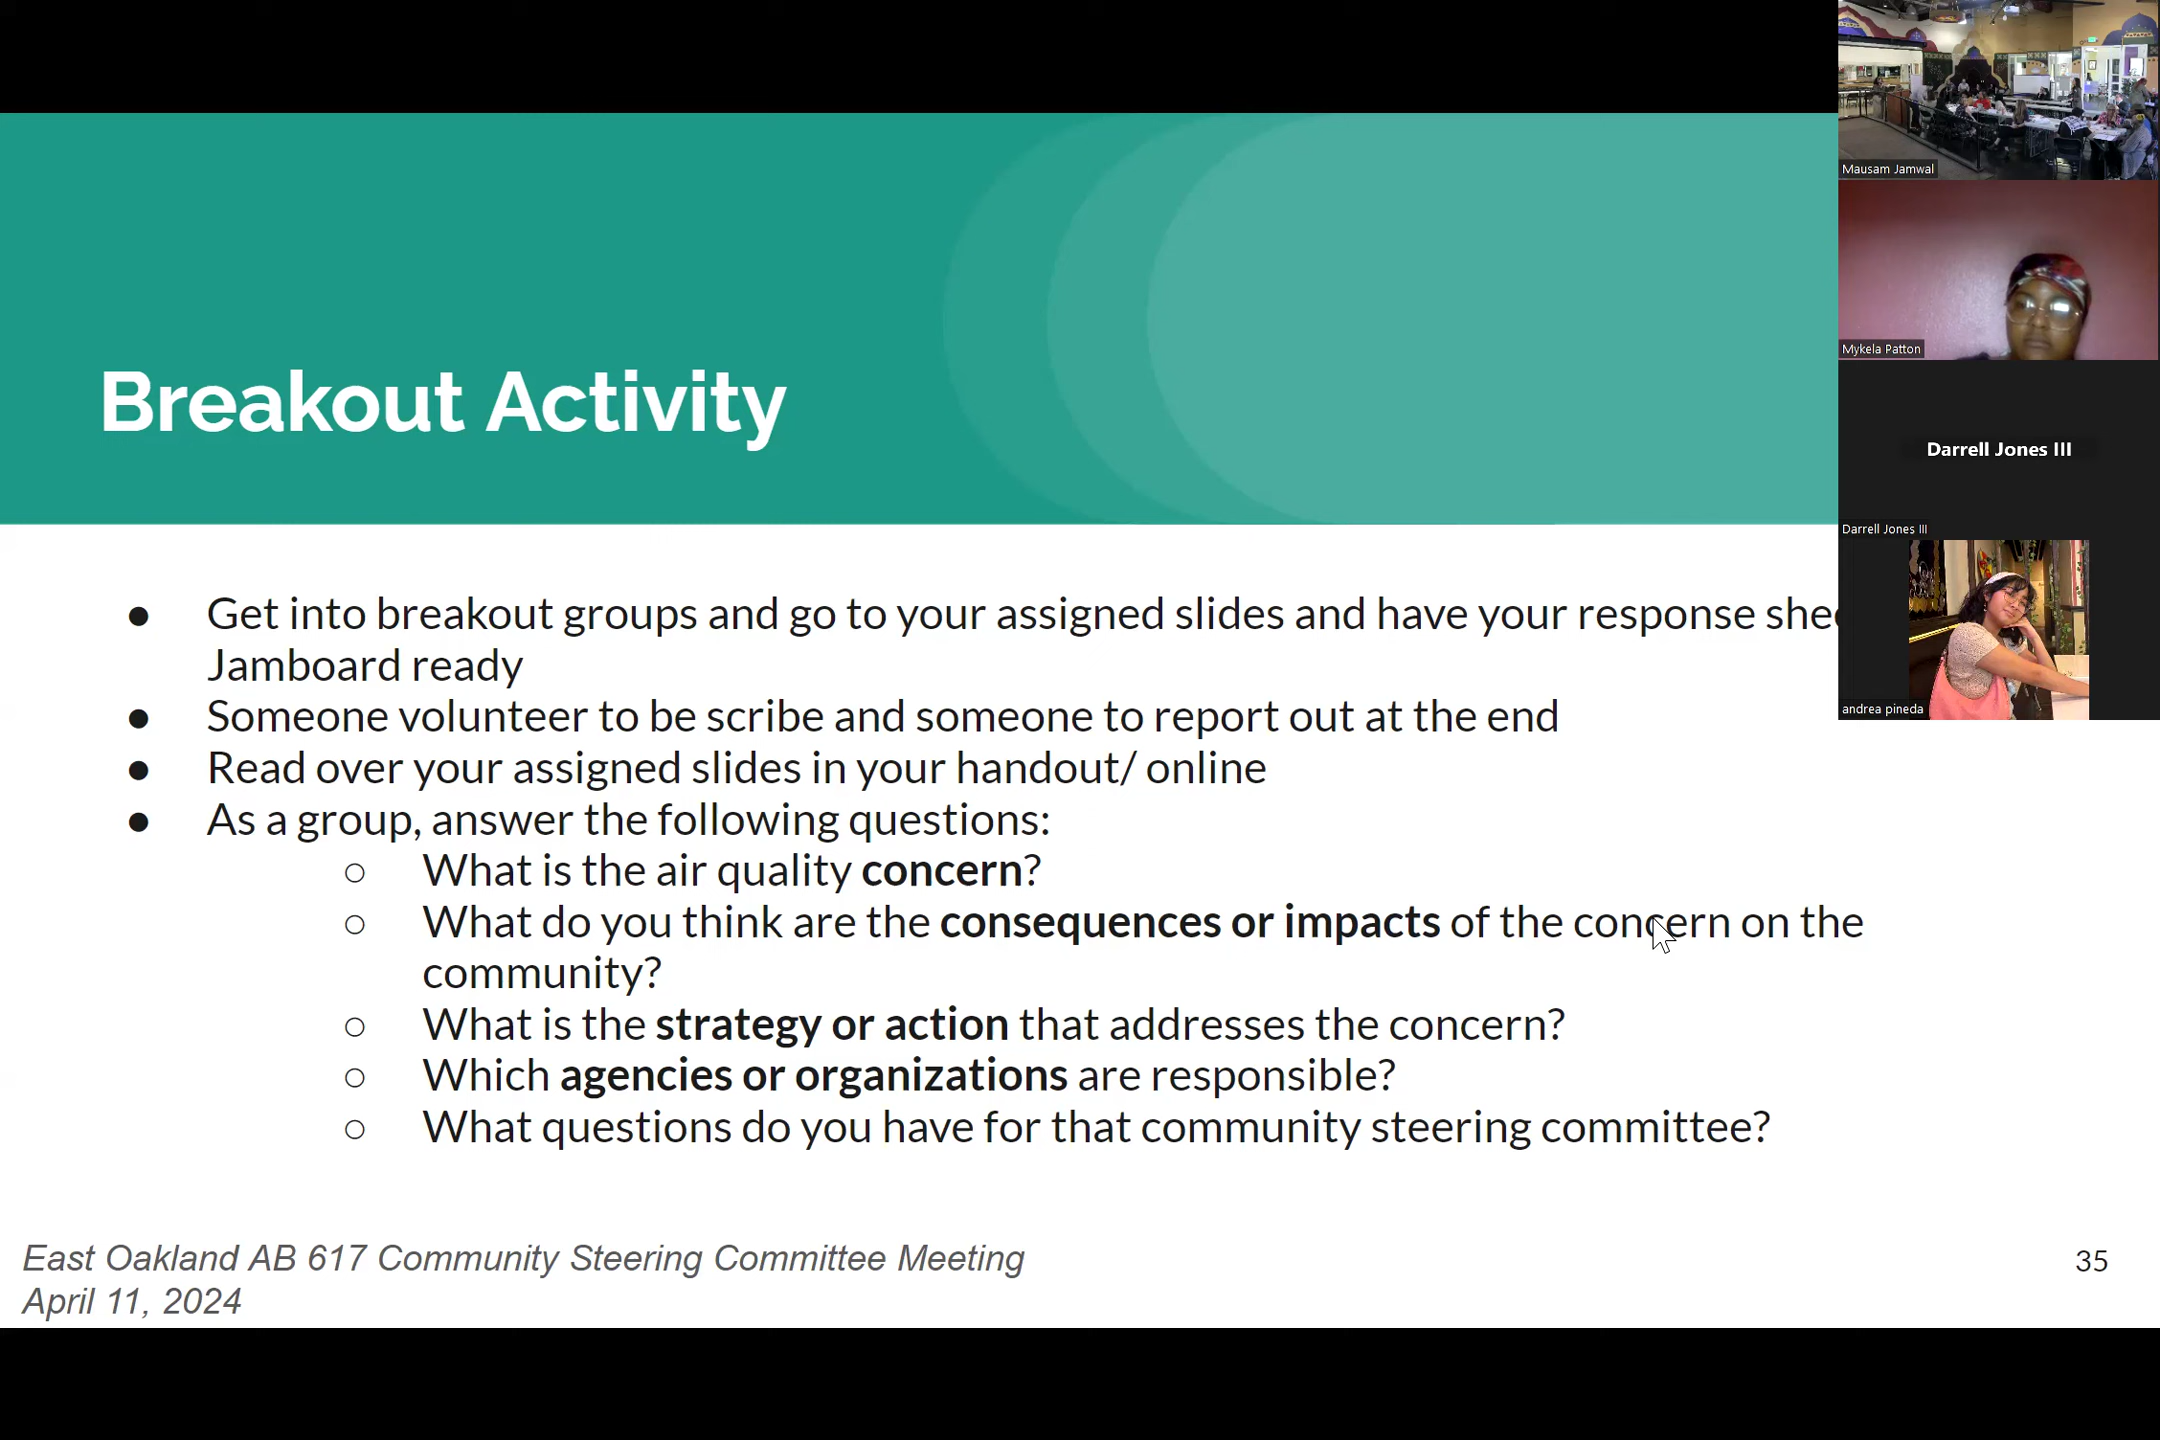 Breakout Activity
● Get into breakout groups and go to your assigned slides and have your response
Jamboard ready
● Someone volunteer to be scribe and someone to report out at the end
● Read over your assigned slides in your handout/ online
● As a group, answer the following questions:
○ What is the air quality concern?
○ What do you think are the consequences or impacts of the concern on the
community?
○ What is the strategy or action that addresses the concern?
○ Which agencies or organizations are responsible?
○ What questions do you have for that community steering committee?
East Oakland AB 617 Community Steering Committee Meeting
April 11, 2024
35
Mausam Jamwal
Mykela Patton
Darrell Jones III
Darrell Jones III
andrea pineda